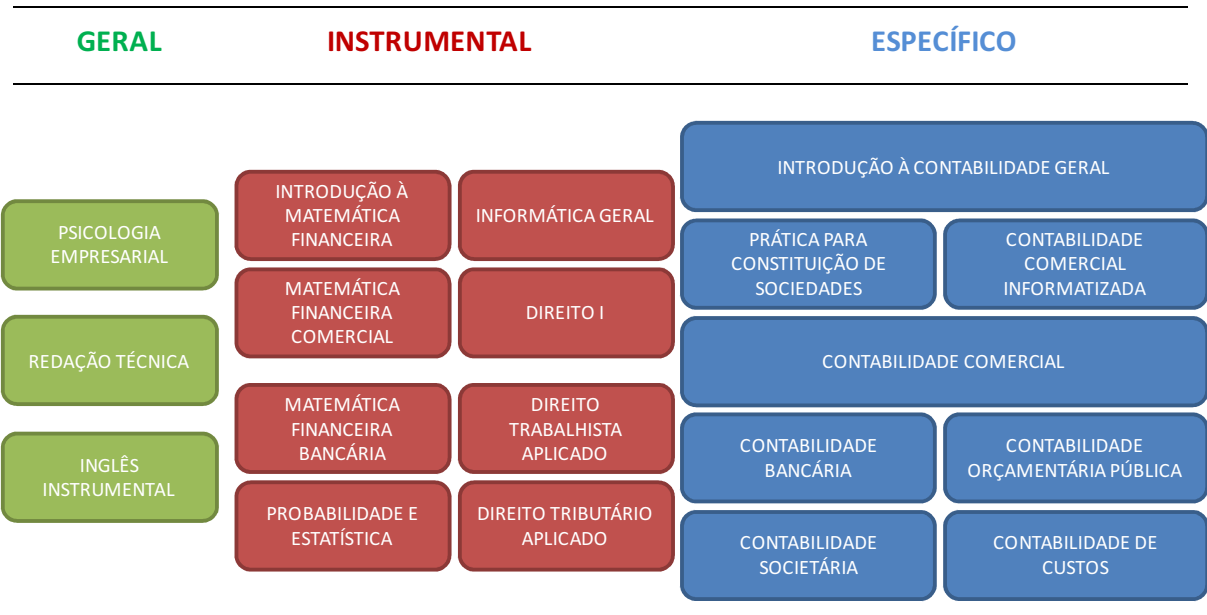 GERAL
INSTRUMENTAL
ESPECÍFICO
PSICOLOGIA
EMPRESARIAL
REDAÇÃO TÉCNICA
INGLÊS
INSTRUMENTAL
INTRODUÇÃO À
MATEMÁTICA
FINANCEIRA
INFORMÁTICA GERAL
MATEMÁTICA
FINANCEIRA
COMERCIAL
DIREITO I
MATEMÁTICA
FINANCEIRA
BANCÁRIA
DIREITO
TRABALHISTA
APLICADO
PROBABILIDADE E
ESTATÍSTICA
DIREITO TRIBUTÁRIO
APLICADO
INTRODUÇÃO À CONTABILIDADE GERAL
PRÁTICA PARA
CONSTITUIÇÃO DE
SOCIEDADES
CONTABILIDADE
COMERCIAL
INFORMATIZADA
CONTABILIDADE COMERCIAL
CONTABILIDADE
BANCÁRIA
CONTABILIDADE
ORÇAMENTÁRIA PÚBLICA
CONTABILIDADE
SOCIETÁRIA
CONTABILIDADE DE
CUSTOS